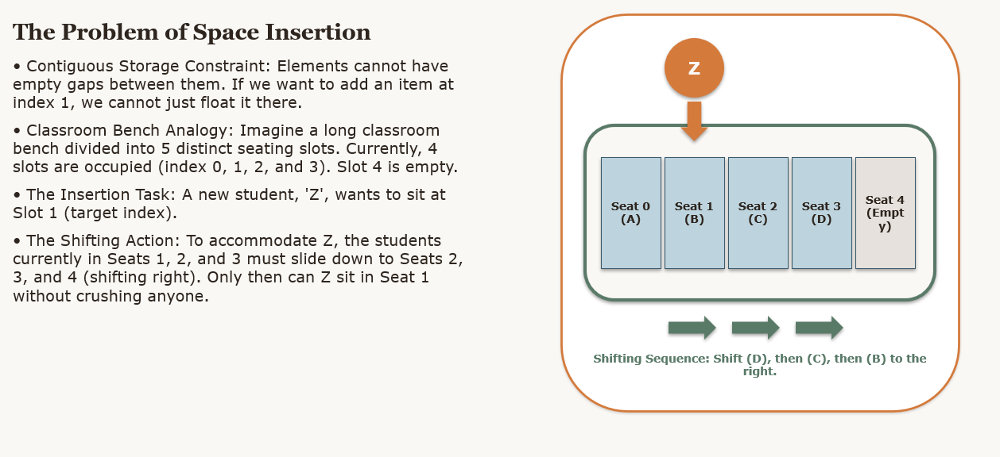 The Problem of Space Insertion
• Contiguous Storage Constraint: Elements cannot have
empty gaps between them. If we want to add an item at
index 1, we cannot just float it there.
• Classroom Bench Analogy: Imagine a long classroom
bench divided into 5 distinct seating slots. Currently, 4
slots are occupied (index 0, 1, 2, and 3). Slot 4 is empty.
• The Insertion Task: A new student, 'Z', wants to sit at
Slot 1 (target index).
• The Shifting Action: To accommodate Z, the students
currently in Seats 1, 2, and 3 must slide down to Seats 2,
3, and 4 (shifting right). Only then can Z sit in Seat 1
without crushing anyone.
Z
Seat 0
(A)
Seat 1
(B)
Seat 2
(C)
Seat 3
(D)
Seat 4
(Empt
y)
Shifting Sequence: Shift (D), then (C), then (B) to the
right.